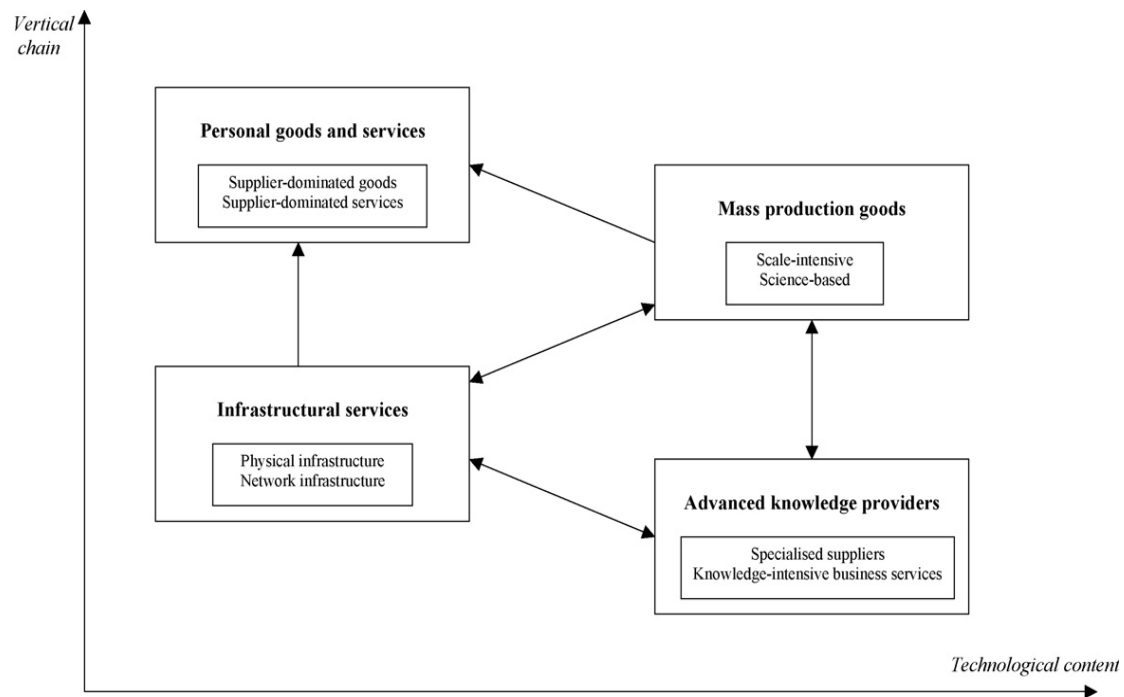 Vertical
chain
Personal goods and services
Supplier-dominated goods
Supplier-dominated services
Mass production goods
Scale-intensive
Science-based
Infrastructural services
Physical infrastructure
Network infrastructure
Advanced knowledge providers
Specialised suppliers
Knowledge-intensive business services
Technological content